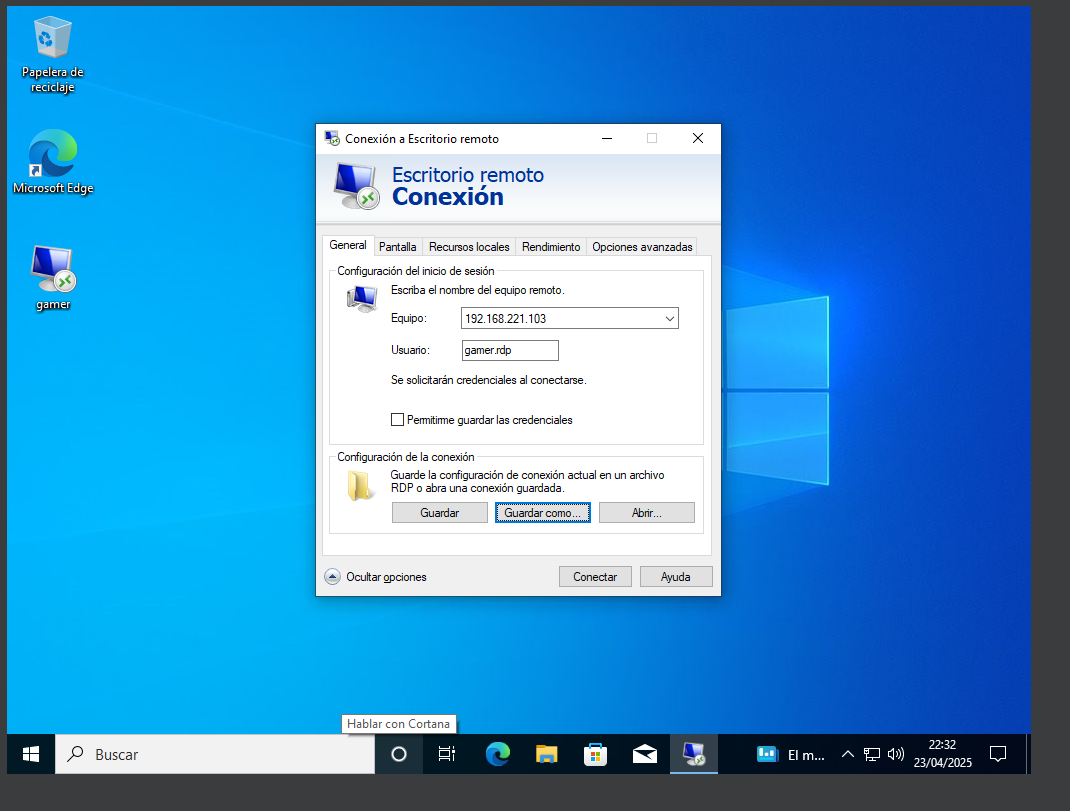 Papelera de
reciclaje
Microsoft Edge
gamer
Conexión a Escritorio remoto
Escritorio remoto
Conexión
General
Pantalla
Recursos locales
Rendimiento
Opciones avanzadas
Configuración del inicio de sesión
Escriba el nombre del equipo remoto.
Equipo:
192.168.221.103
Usuario:
gamer.rdp
Se solicitarán credenciales al conectarse.
Permitirme guardar las credenciales
Configuración de la conexión
Guarde la configuración de conexión actual en un archivo
RDP o abra una conexión guardada.
Guardar
Guardar como...
Abrir...
Ocultar opciones
Conectar
Ayuda
Hablar con Cortana
Buscar
El m...
22:32
23/04/2025